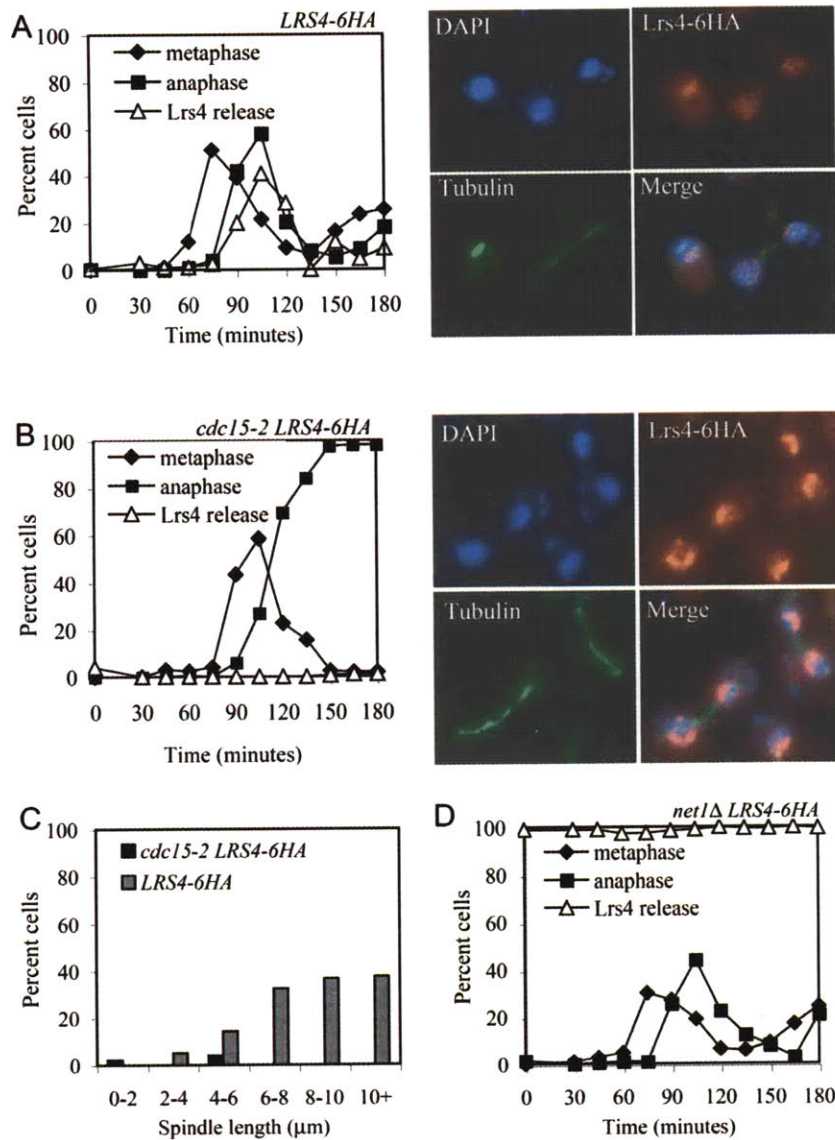 A
LRS4-6HA
100
80
60
40
20
0
Percent cells
metaphase
anaphase
Lrs4 release
0 30 60 90 120 150 180
Time (minutes)
DAPI
Lrs4-6HA
Tubulin
Merge
B
cdc15-2 LRS4-6HA
100
80
60
40
20
0
Percent cells
metaphase
anaphase
Lrs4 release
0 30 60 90 120 150 180
Time (minutes)
DAPI
Lrs4-6HA
Tubulin
Merge
C
100
80
60
40
20
0
Percent cells
cdc15-2 LRS4-6HA
LRS4-6HA
0-2 2-4 4-6 6-8 8-10 10+
Spindle length (μm)
D
net1Δ LRS4-6HA
100
80
60
40
20
0
Percent cells
metaphase
anaphase
Lrs4 release
0 30 60 90 120 150 180
Time (minutes)